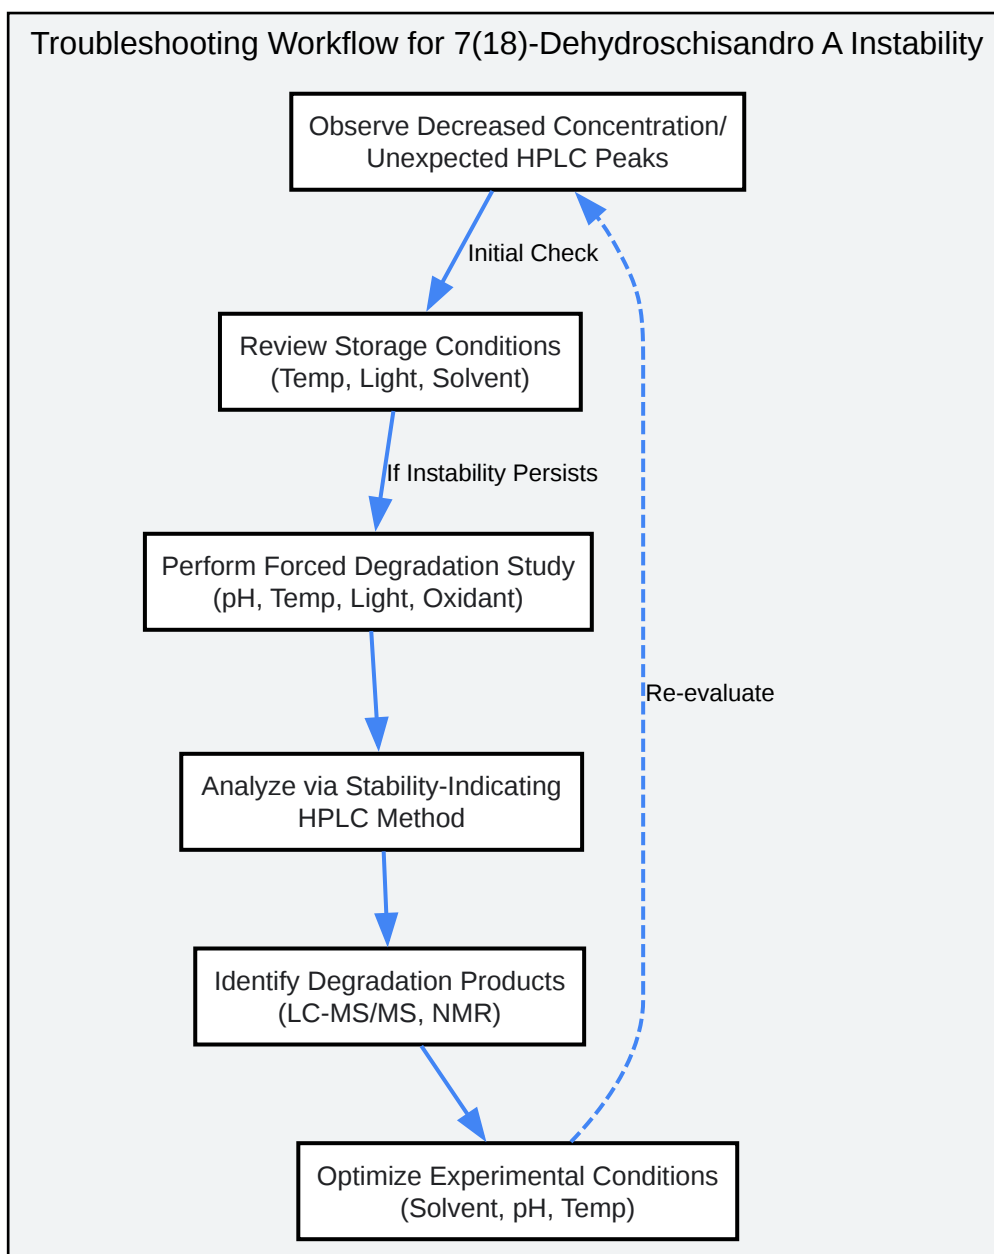 Troubleshooting Workflow for 7(18)-Dehydroschisandro A Instability
Observe Decreased Concentration/
Unexpected HPLC Peaks
Initial Check
Review Storage Conditions
(Temp, Light, Solvent)
If Instability Persists
Perform Forced Degradation Study
(pH, Temp, Light, Oxidant)
Re-evaluate
Analyze via Stability-Indicating
HPLC Method
Identify Degradation Products
(LC-MS/MS, NMR)
Optimize Experimental Conditions
(Solvent, pH, Temp)